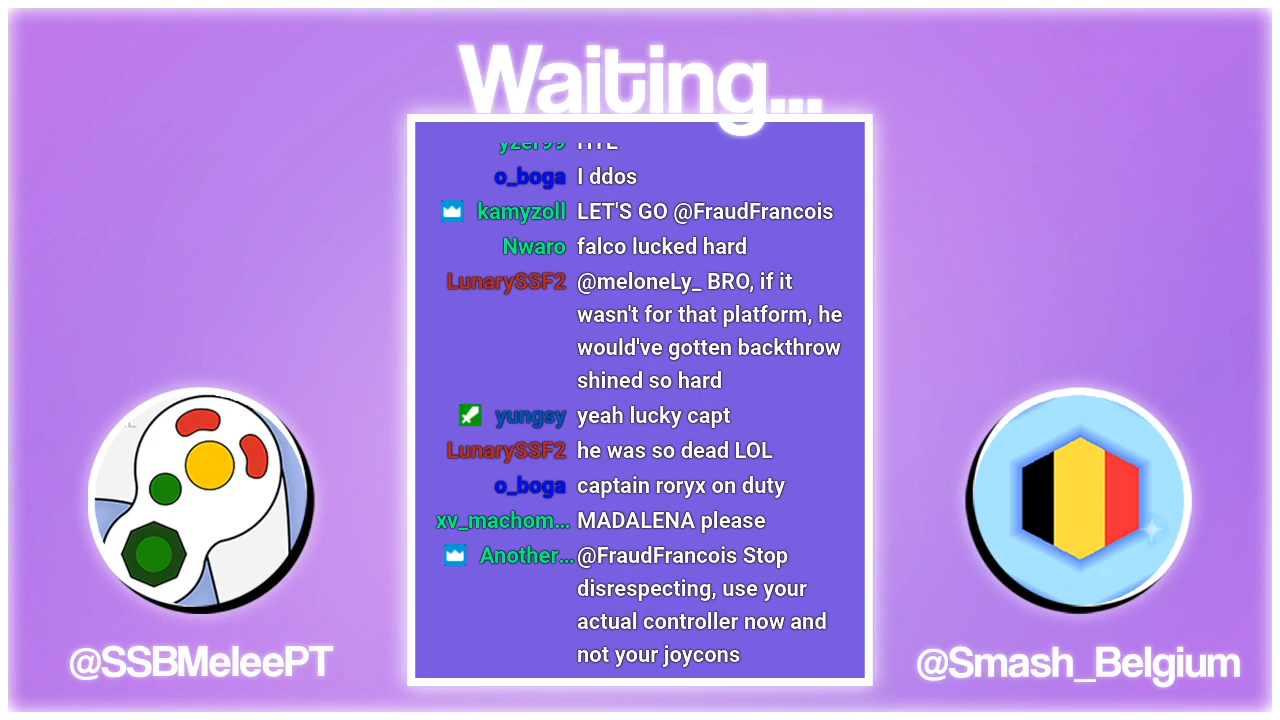 Waiting...
yzer99
o_boga I ddos
kamyzoll LET'S GO @FraudFrancois
Nwaro falco lucked hard
LunarySSF2 @meloneLy_ BRO, if it
wasn't for that platform, he
would've gotten backthrow
shined so hard
yungsy yeah lucky capt
LunarySSF2 he was so dead LOL
o_boga captain roryx on duty
xv_machom... MADALENA please
Another... @FraudFrancois Stop
disrespecting, use your
actual controller now and
not your joycons
@SSBMeleePT
@Smash_Belgium